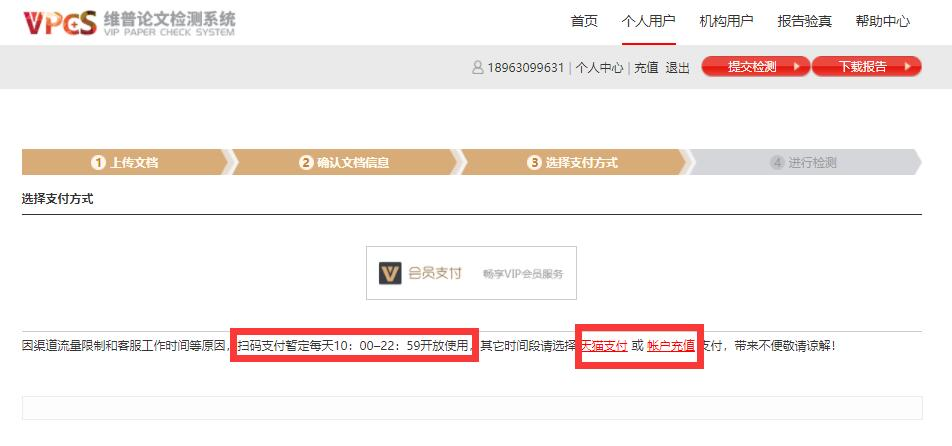 VPCS 维普论文检测系统
VIP PAPER CHECK SYSTEM
首页 个人用户 机构用户 报告验真 帮助中心
18963099631 | 个人中心 | 充值 退出 提交检测 下载报告
1 上传文档 2 确认文档信息 3 选择支付方式 4 进行检测
选择支付方式
会员支付 畅享VIP会员服务
因渠道流量限制和客服工作时间等原因，扫码支付暂定每天10：00—22：59开放使用，其它时间段请选择 天猫支付 或 帐户充值 支付，带来不便敬请谅解！